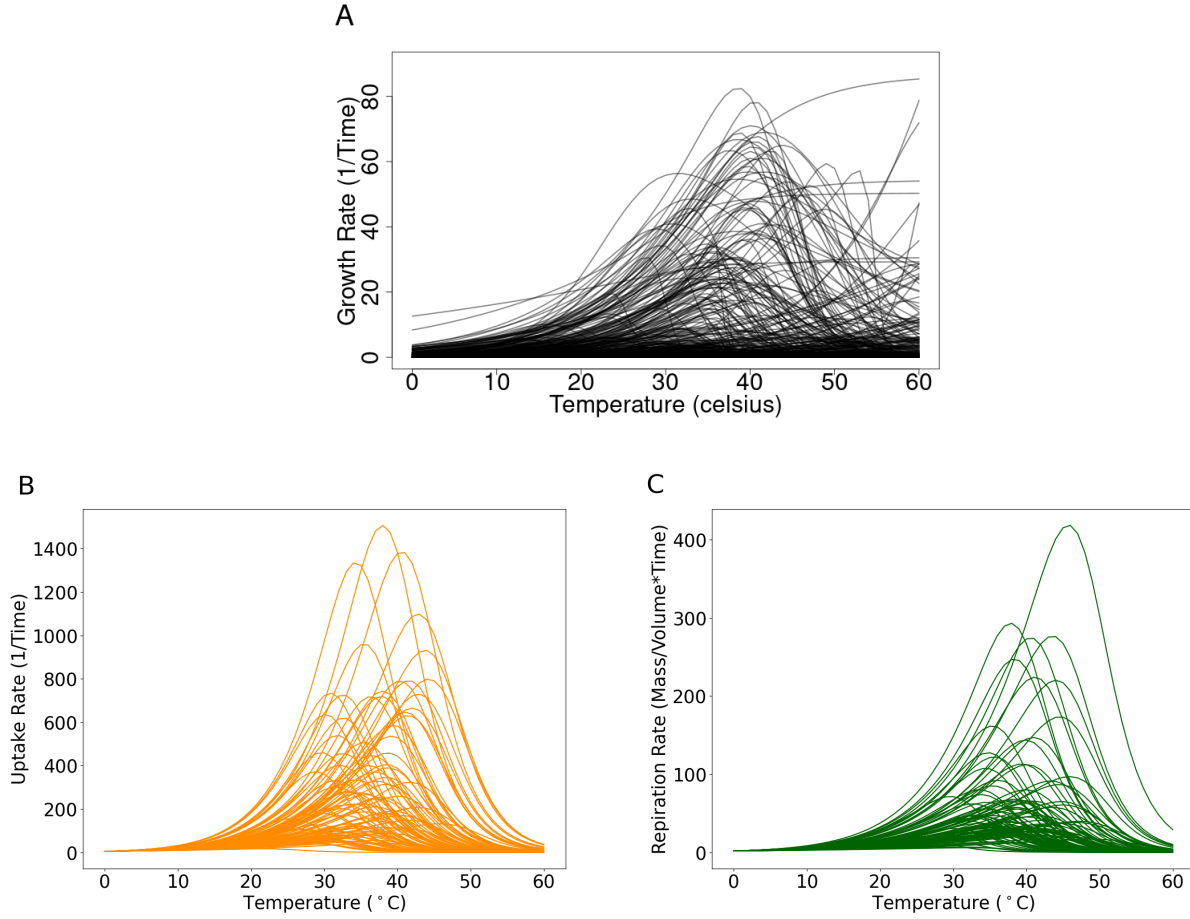 A
Growth Rate (1/Time)
80
60
40
20
0
0 10 20 30 40 50 60
Temperature (celsius)
B
Uptake Rate (1/Time)
1400
1200
1000
800
600
400
200
0
0 10 20 30 40 50 60
Temperature (°C)
C
Repiration Rate (Mass/Volume*Time)
400
300
200
100
0
0 10 20 30 40 50 60
Temperature (°C)